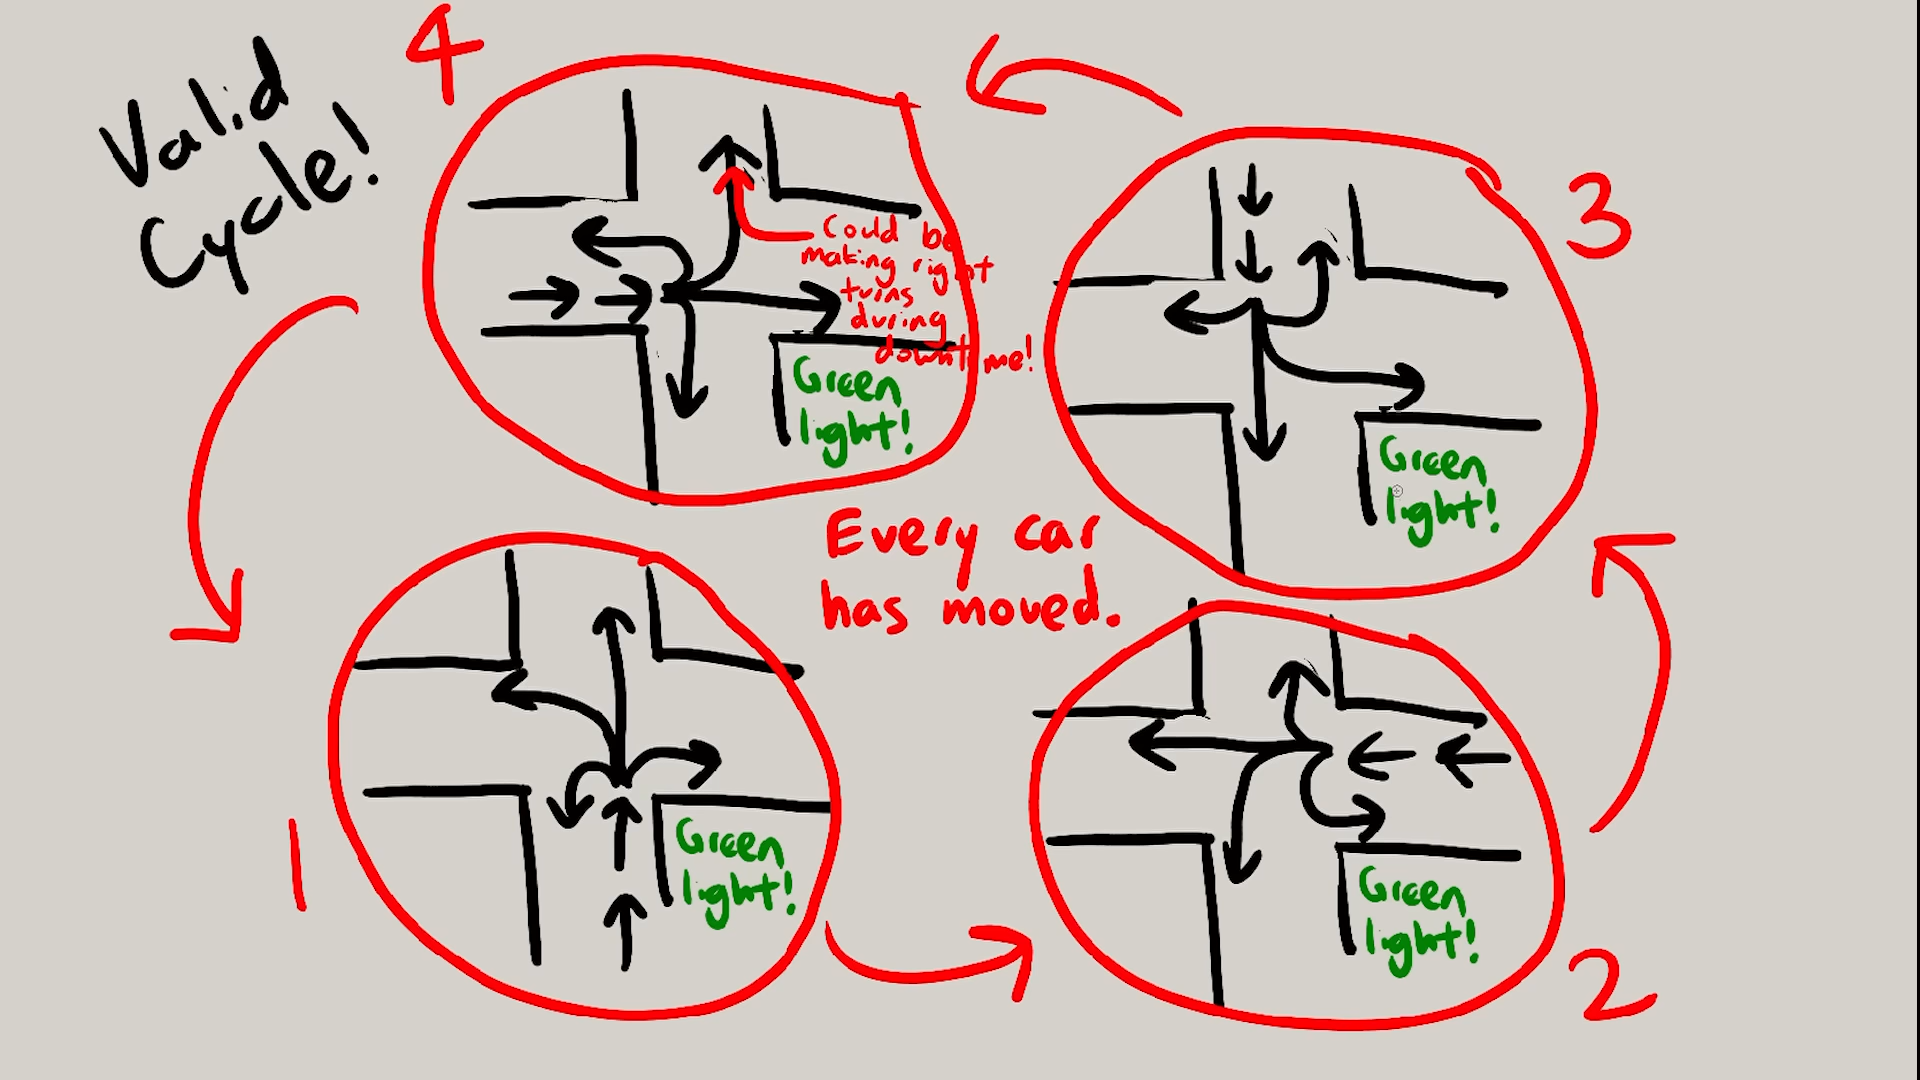 Valid
Cycle!
4
Could be
making right
turns
during
downtime!
Green
light!
3
Green
light!
Every car
has moved.
1
Green
light!
2
Green
light!